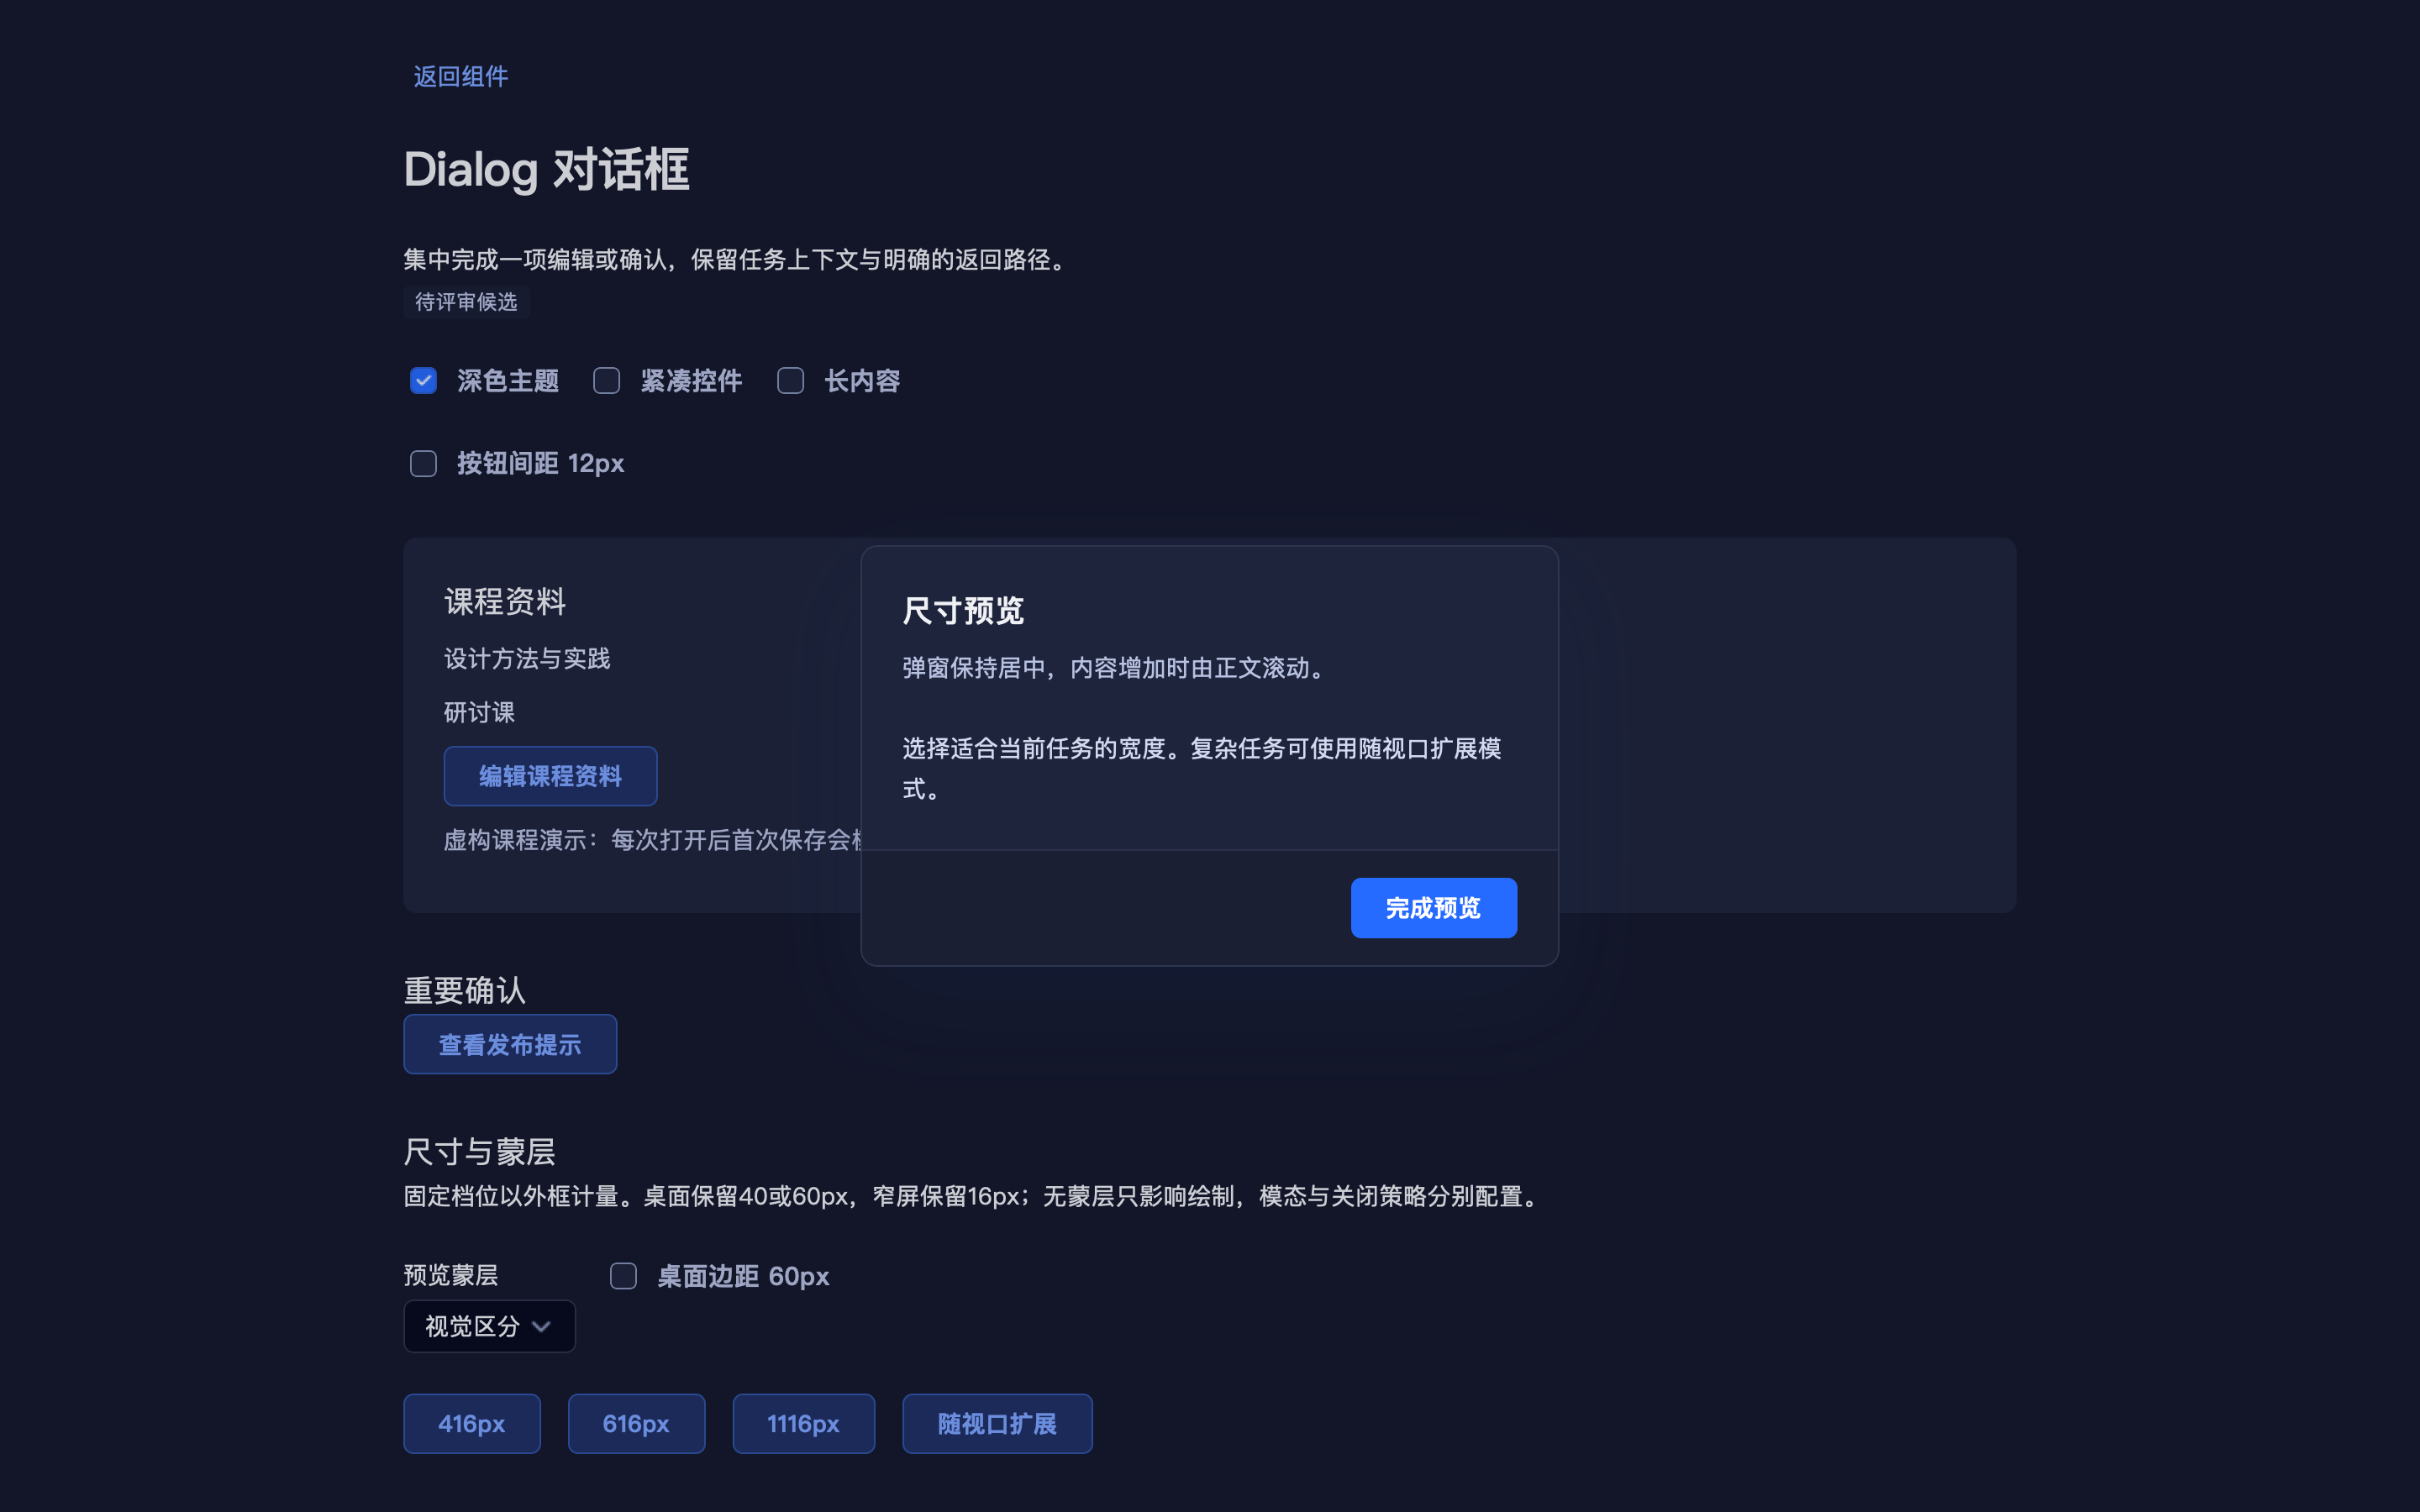 返回组件
Dialog 对话框
集中完成一项编辑或确认，保留任务上下文与明确的返回路径。
待评审候选
深色主题 紧凑控件 长内容
按钮间距 12px
课程资料
设计方法与实践
研讨课
编辑课程资料
虚构课程演示：每次打开后首次保存会
尺寸预览
弹窗保持居中，内容增加时由正文滚动。
选择适合当前任务的宽度。复杂任务可使用随视口扩展模
式。
完成预览
重要确认
查看发布提示
尺寸与蒙层
固定档位以外框计量。桌面保留40或60px，窄屏保留16px；无蒙层只影响绘制，模态与关闭策略分别配置。
预览蒙层 桌面边距 60px
视觉区分
416px 616px 1116px 随视口扩展